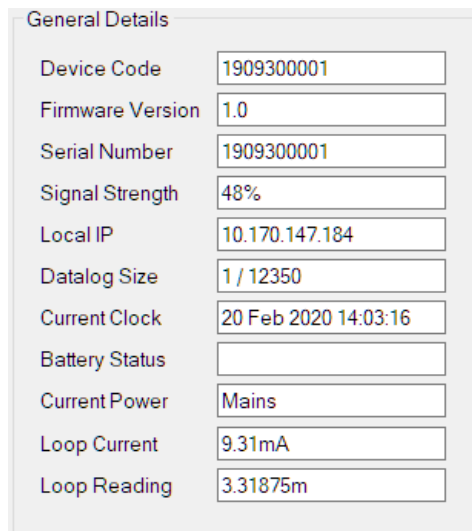 General Details
Device Code 1909300001
Firmware Version 1.0
Serial Number 1909300001
Signal Strength 48%
Local IP 10.170.147.184
Datalog Size 1 / 12350
Current Clock 20 Feb 2020 14:03:16
Battery Status
Current Power Mains
Loop Current 9.31mA
Loop Reading 3.31875m